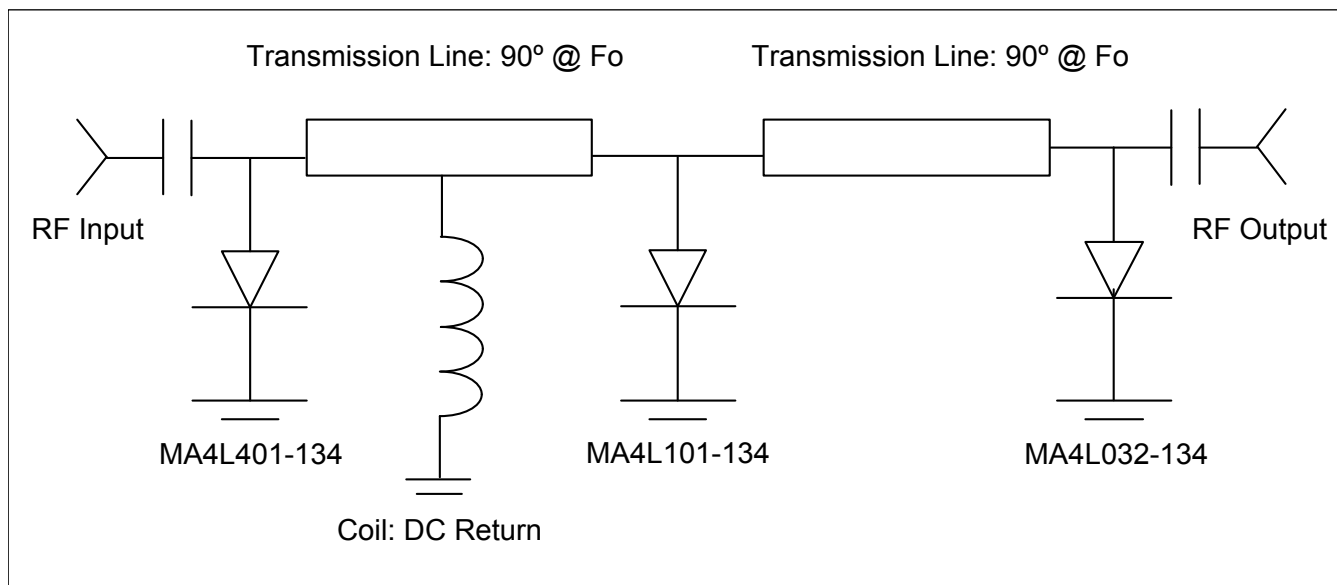 Transmission Line: 90º @ Fo
Transmission Line: 90º @ Fo
RF Input
RF Output
MA4L401-134
MA4L101-134
MA4L032-134
Coil: DC Return